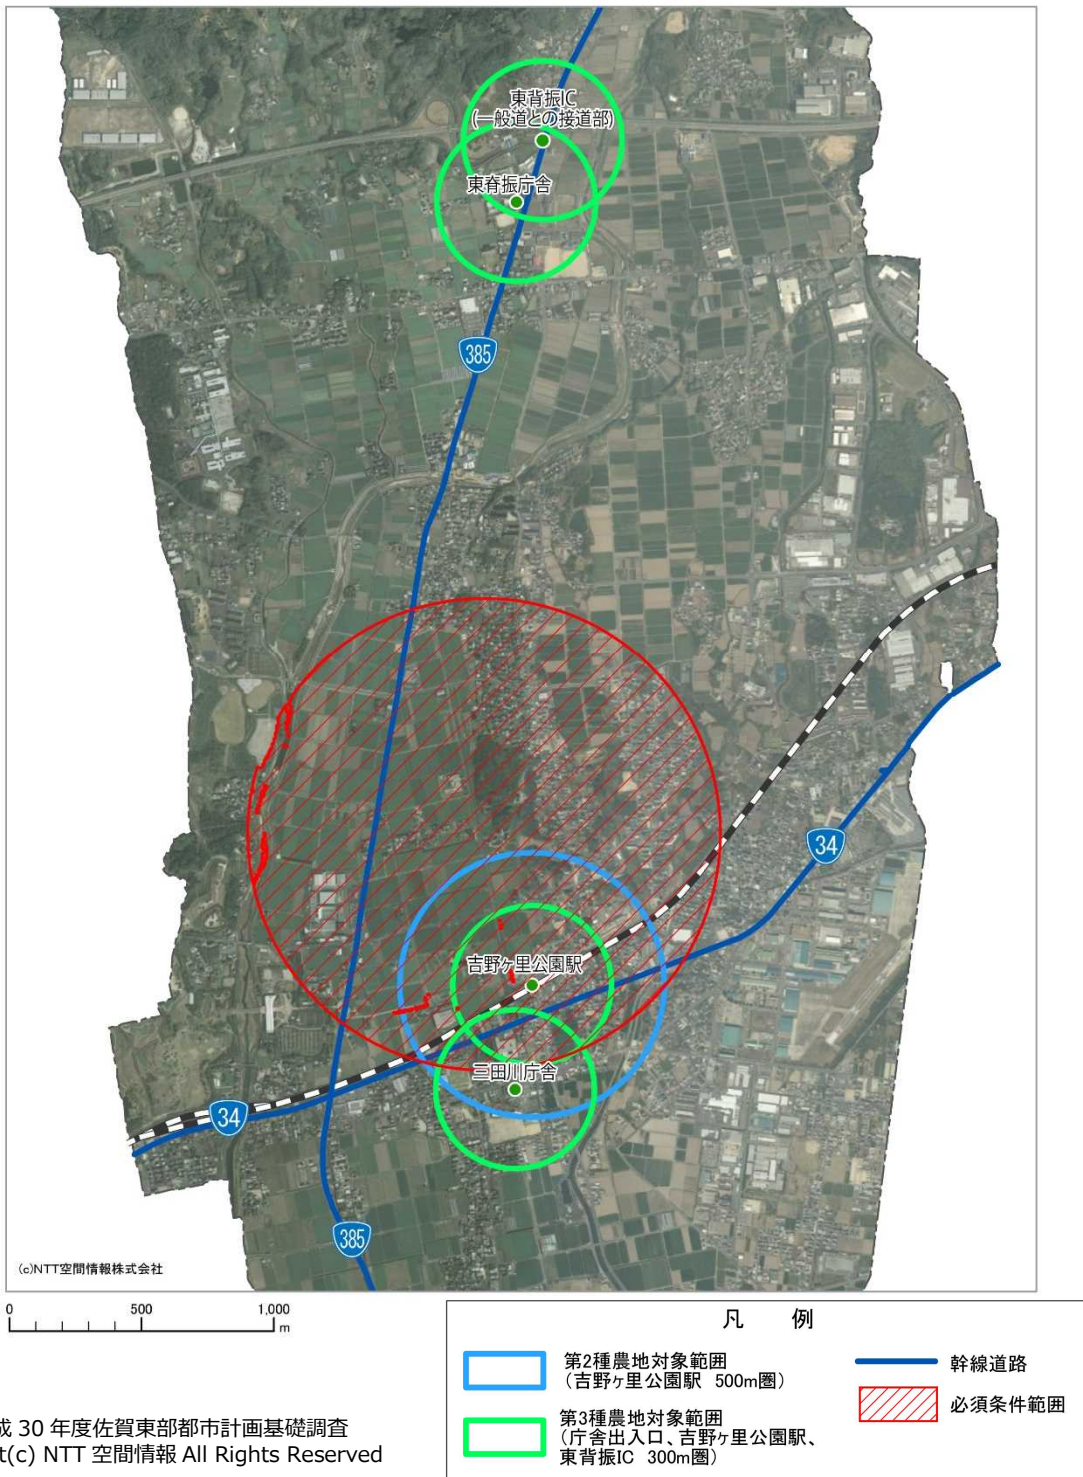 東背振IC
(一般道との接道部)
東脊振庁舎
385
34
吉野ヶ里公園駅
三田川庁舎
34
385
(c)NTT空間情報株式会社
0 500 1,000
m
凡 例
第2種農地対象範囲
(吉野ヶ里公園駅 500m圏)
幹線道路
第3種農地対象範囲
(庁舎出入口、吉野ヶ里公園駅、
東背振IC 300m圏)
必須条件範囲
成 30 年度佐賀東部都市計画基礎調査
t(c) NTT 空間情報 All Rights Reserved